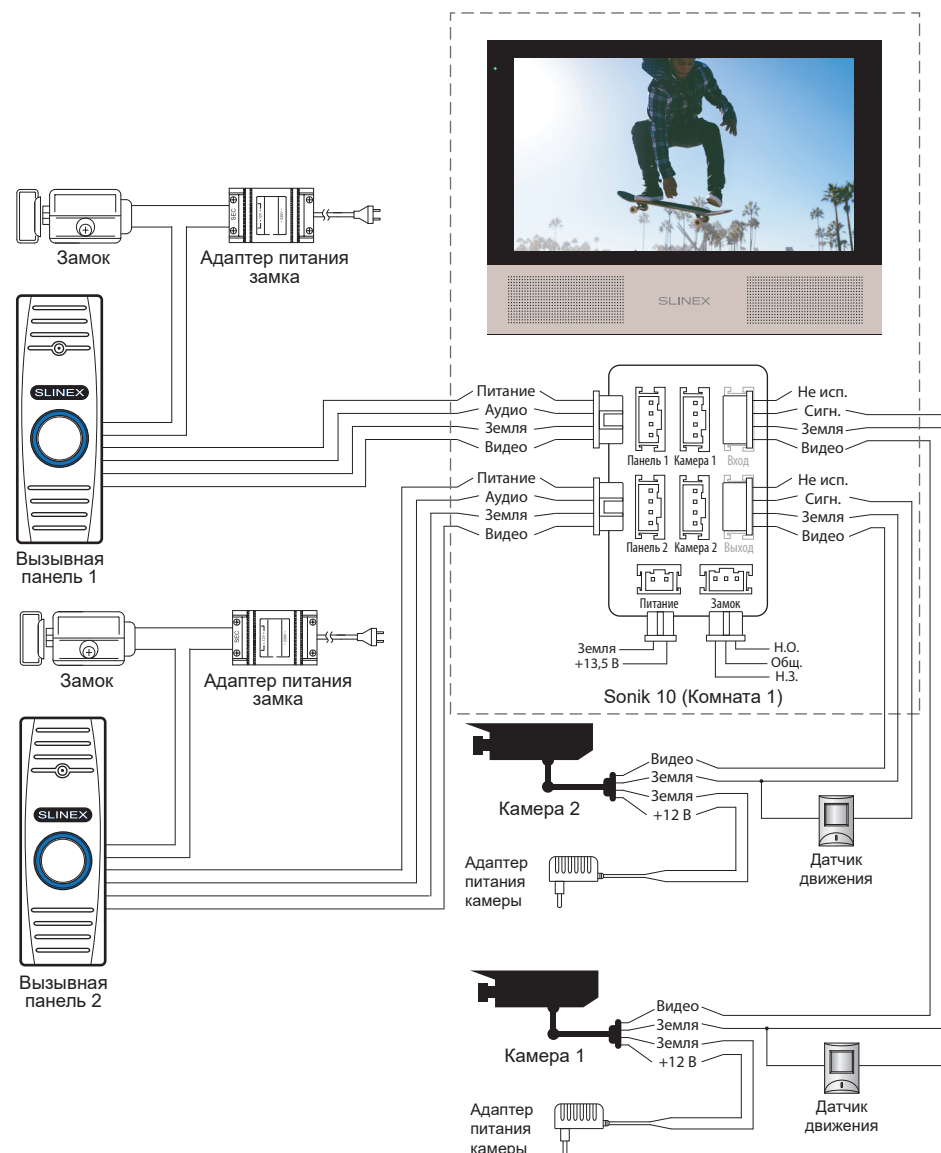 SLINEX
Замок
SEC
Адаптер питания
замка
SLINEX
Вызывная
панель 1
Питание
Аудио
Земля
Видео
Питание
Аудио
Земля
Видео
Панель 1
Камера 1
Вход
Панель 2
Камера 2
Выход
Питание
Замок
Не исп.
Сигн.
Земля
Видео
Не исп.
Сигн.
Земля
Видео
Земля
+13,5 В
Н.О.
Общ.
Н.З.
Sonik 10 (Комната 1)
Замок
SEC
Адаптер питания
замка
SLINEX
Вызывная
панель 2
Видео
Земля
Земля
+12 В
Камера 2
Адаптер
питания
камеры
Датчик
движения
Видео
Земля
Земля
+12 В
Камера 1
Адаптер
питания
камеры
Датчик
движения